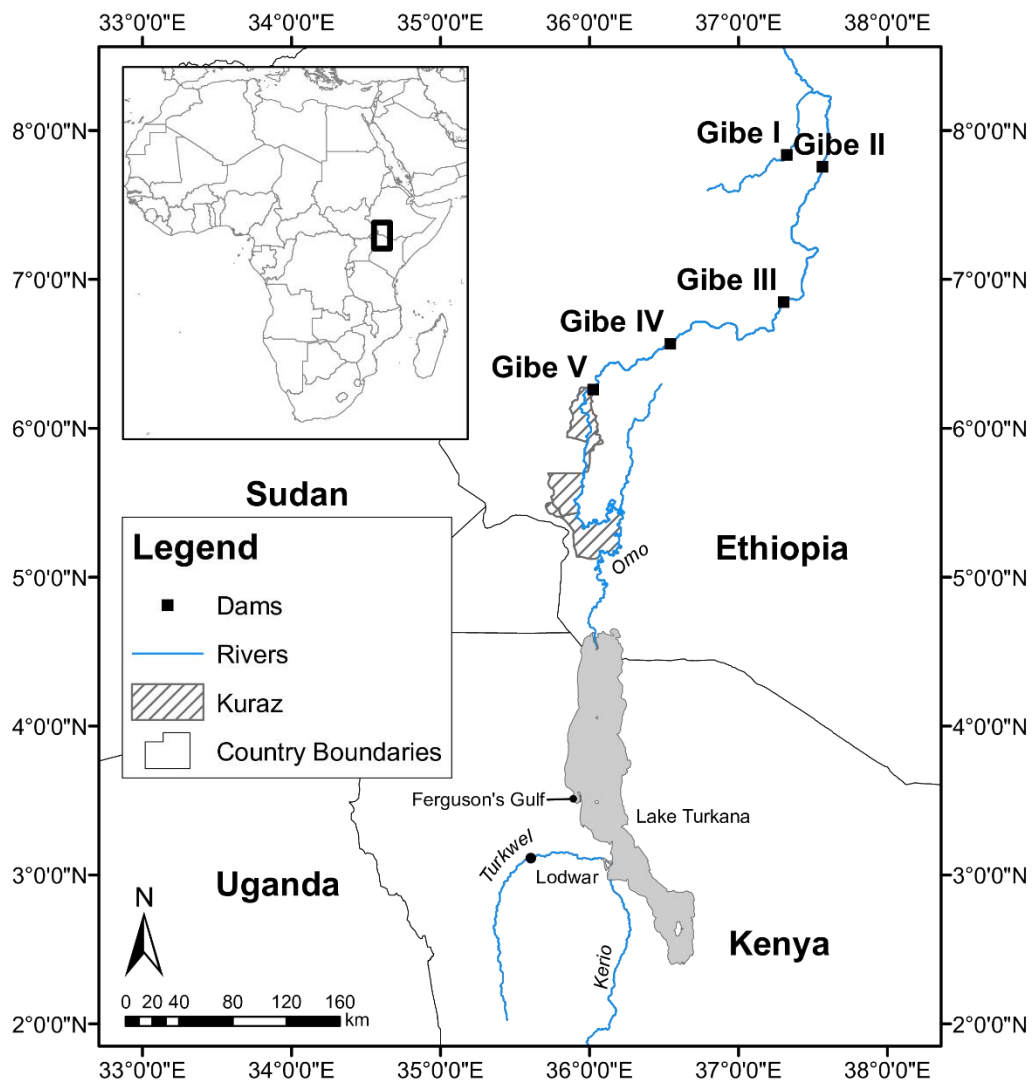 33°0'0"E 34°0'0"E 35°0'0"E 36°0'0"E 37°0'0"E 38°0'0"E
8°0'0"N 8°0'0"N
Gibe I
Gibe II
7°0'0"N 7°0'0"N
Gibe III
Gibe IV
Gibe V
6°0'0"N 6°0'0"N
Sudan
Ethiopia
Omo
Legend
Dams
Rivers
Kuraz
Country Boundaries
5°0'0"N 5°0'0"N
4°0'0"N 4°0'0"N
Ferguson's Gulf
Lake Turkana
Turkwel
Lodwar
3°0'0"N 3°0'0"N
Uganda
Kenya
Kerio
N
0 20 40 80 120 160
km
2°0'0"N 2°0'0"N
33°0'0"E 34°0'0"E 35°0'0"E 36°0'0"E 37°0'0"E 38°0'0"E